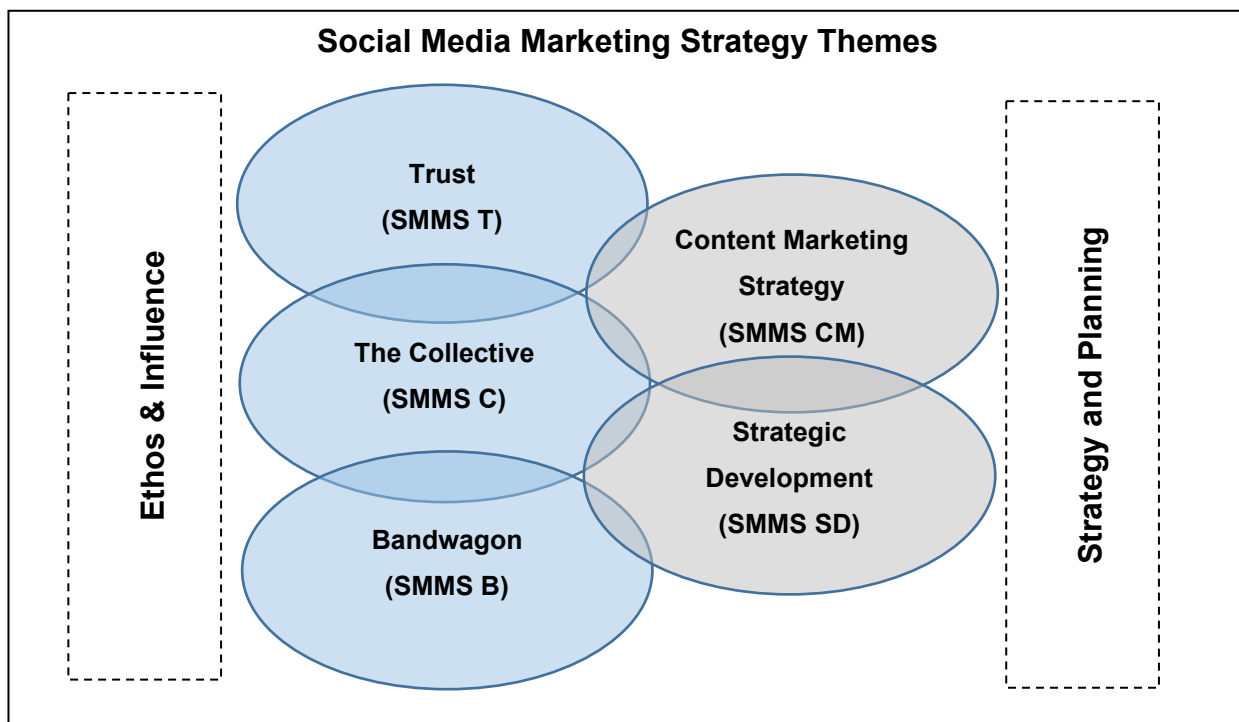 Social Media Marketing Strategy Themes
Ethos & Influence
Trust
(SMMS T)
The Collective
(SMMS C)
Bandwagon
(SMMS B)
Content Marketing
Strategy
(SMMS CM)
Strategic
Development
(SMMS SD)
Strategy and Planning